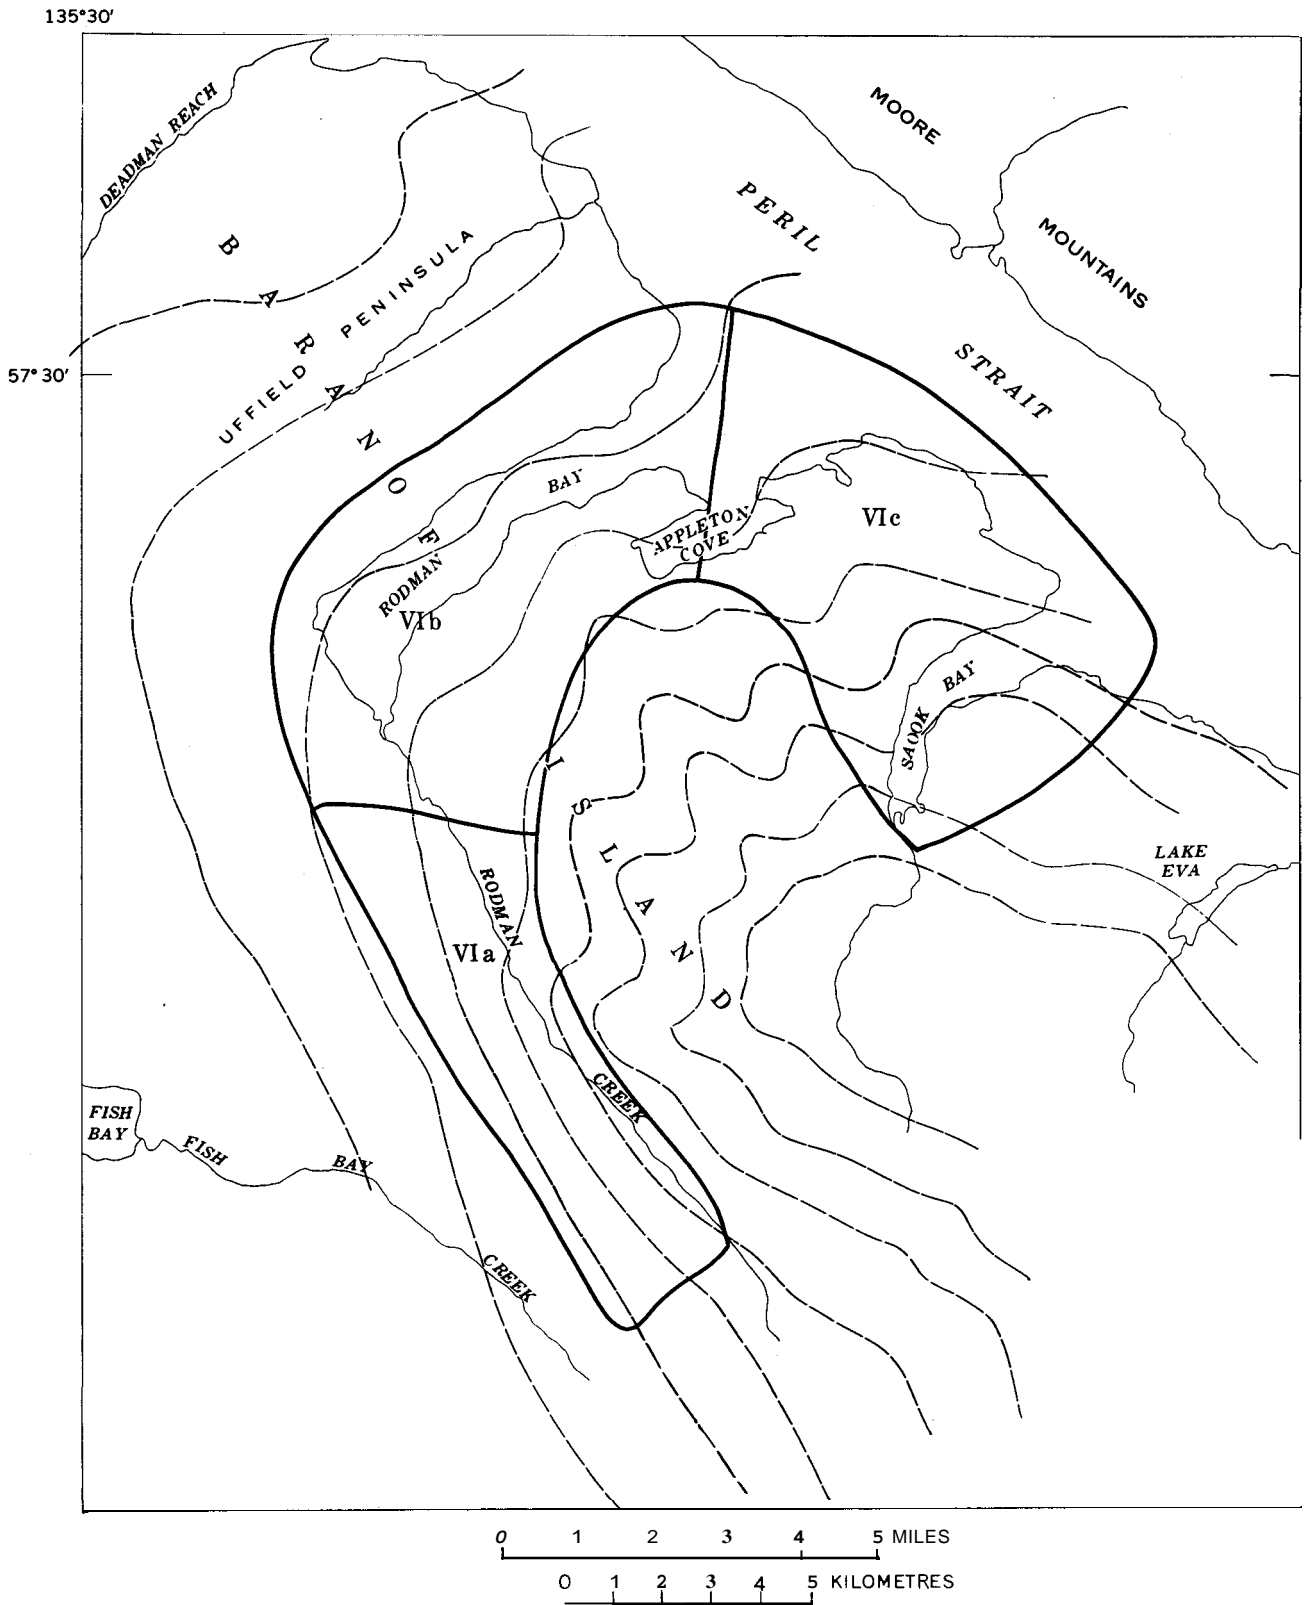 135°30′
DEADMAN REACH
MOORE
MOUNTAINS
PERIL
STRAIT
BARANOF
ISLAND
UFFIELD PENINSULA
57°30′
RODMAN
BAY
APPLETON
COVE
VIc
VIb
SAOOK BAY
LAKE
EVA
RODMAN
CREEK
VIa
FISH
BAY
FISH
BAY
CREEK
0 1 2 3 4 5 MILES
0 1 2 3 4 5 KILOMETRES